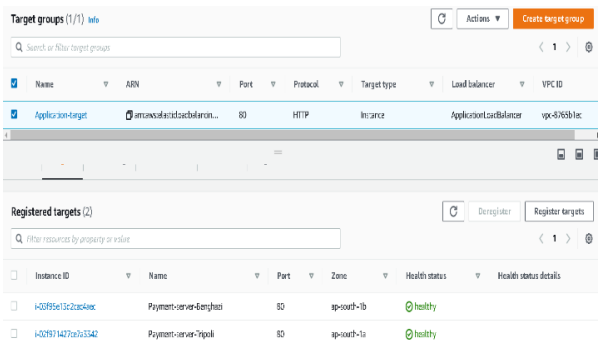 Target groups (1/1) Info
Actions ▼ Create target group
Search or filter target groups
1
Name ARN Port Protocol Target type Load balancer VPC ID
Application-target 80 HTTP Instance ApplicationLoadBalancer
Registered targets (2)
Deregister Register targets
Filter resources by property or value
1
Instance ID Name Port Zone Health status Health status details
Payment-server-Benghazi 80 ap-south-1b healthy
Payment-server-Tripoli 80 ap-south-1a healthy